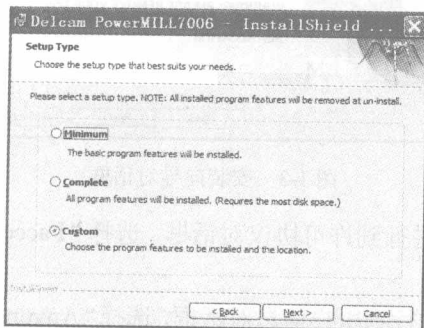 Delcam PowerMILL7006 - InstallShield ...
Setup Type
Choose the setup type that best suits your needs.
Please select a setup type. NOTE: All installed program features will be removed at un-install.
Minimum
The basic program features will be installed.
Complete
All program features will be installed. (Requires the most disk space.)
Custom
Choose the program features to be installed and the location.
< Back
Next >
Cancel